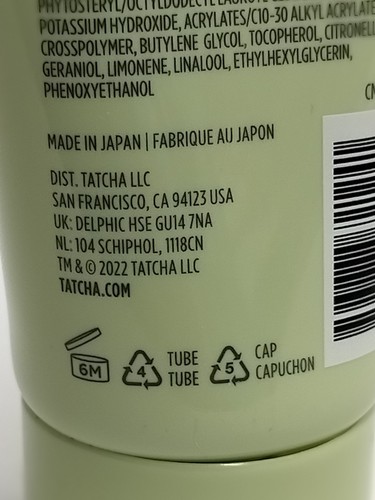 PHYTOSTERYL/OCTYLDODECYL
POTASSIUM HYDROXIDE, ACRYLATES/C10-30 ALKYL ACRYLATE
CROSSPOLYMER, BUTYLENE GLYCOL, TOCOPHEROL,
GERANIOL, LIMONENE, LINALOOL, ETHYLHEXYLGLYCERIN,
PHENOXYETHANOL
MADE IN JAPAN | FABRIQUE AU JAPON
DIST. TATCHA LLC
SAN FRANCISCO, CA 94123 USA
UK: DELPHIC HSE GU14 7NA
NL: 104 SCHIPHOL, 1118CN
TM & © 2022 TATCHA LLC
TATCHA.COM
6M
4 TUBE
TUBE
5 CAP
CAPUCHON